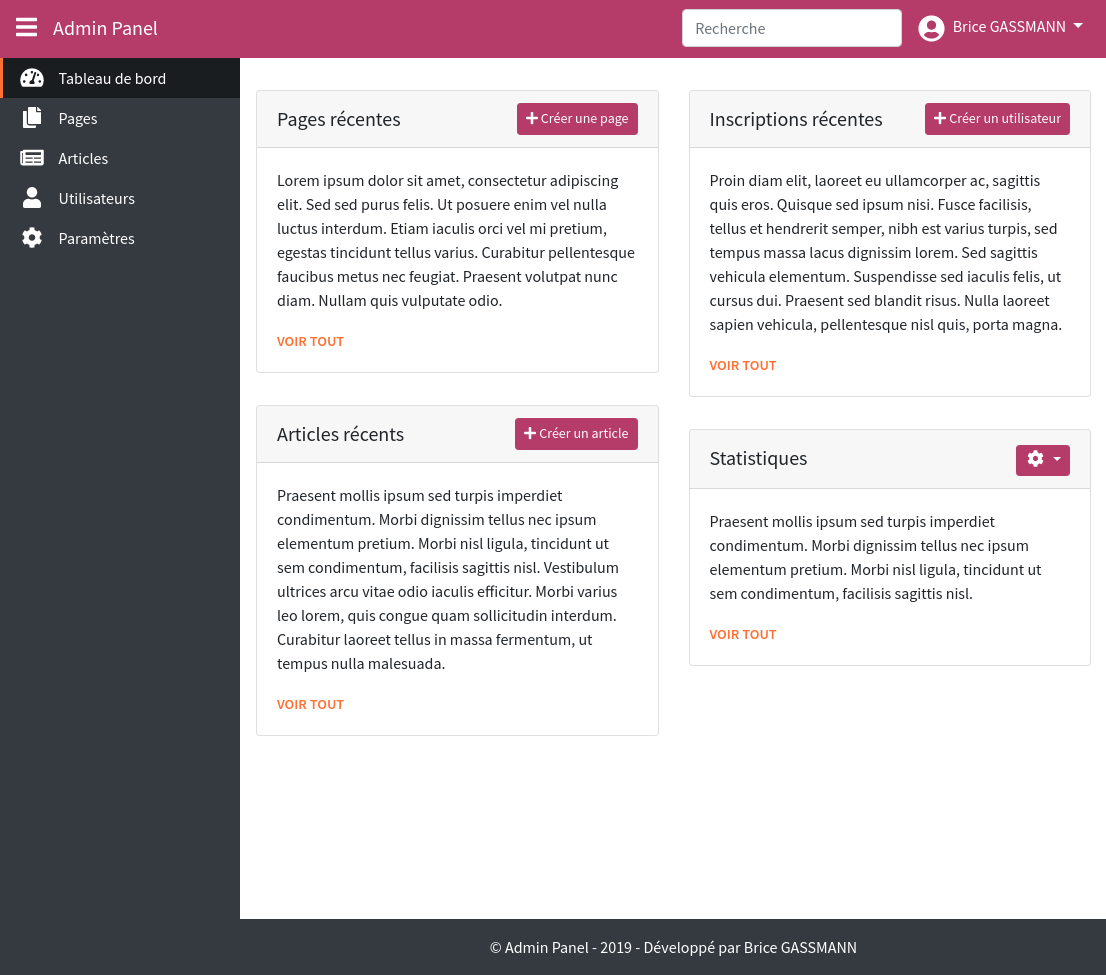 Admin Panel
Brice GASSMANN
Recherche
Tableau de bord
Pages
Articles
Utilisateurs
Paramètres
Pages récentes
Créer une page
Lorem ipsum dolor sit amet, consectetur adipiscing
elit. Sed sed purus felis. Ut posuere enim vel nulla
luctus interdum. Etiam iaculis orci vel mi pretium,
egestas tincidunt tellus varius. Curabitur pellentesque
faucibus metus nec feugiat. Praesent volutpat nunc
diam. Nullam quis vulputate odio.
VOIR TOUT
Articles récents
Créer un article
Praesent mollis ipsum sed turpis imperdiet
condimentum. Morbi dignissim tellus nec ipsum
elementum pretium. Morbi nisl ligula, tincidunt ut
sem condimentum, facilisis sagittis nisl. Vestibulum
ultrices arcu vitae odio iaculis efficitur. Morbi varius
leo lorem, quis congue quam sollicitudin interdum.
Curabitur laoreet tellus in massa fermentum, ut
tempus nulla malesuada.
VOIR TOUT
Inscriptions récentes
Créer un utilisateur
Proin diam elit, laoreet eu ullamcorper ac, sagittis
quis eros. Quisque sed ipsum nisi. Fusce facilisis,
tellus et hendrerit semper, nibh est varius turpis, sed
tempus massa lacus dignissim lorem. Sed sagittis
vehicula elementum. Suspendisse sed iaculis felis, ut
cursus dui. Praesent sed blandit risus. Nulla laoreet
sapien vehicula, pellentesque nisl quis, porta magna.
VOIR TOUT
Statistiques
Praesent mollis ipsum sed turpis imperdiet
condimentum. Morbi dignissim tellus nec ipsum
elementum pretium. Morbi nisl ligula, tincidunt ut
sem condimentum, facilisis sagittis nisl.
VOIR TOUT
© Admin Panel - 2019 - Développé par Brice GASSMANN